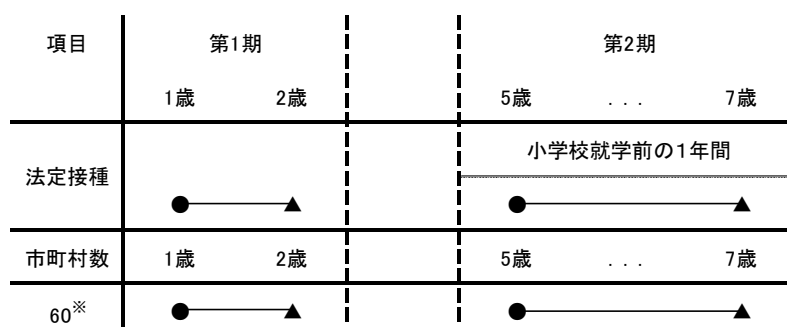 項目 第1期 第2期
1歳 2歳 5歳 ... 7歳
法定接種 小学校就学前の1年間
市町村数 1歳 2歳 5歳 ... 7歳
60※